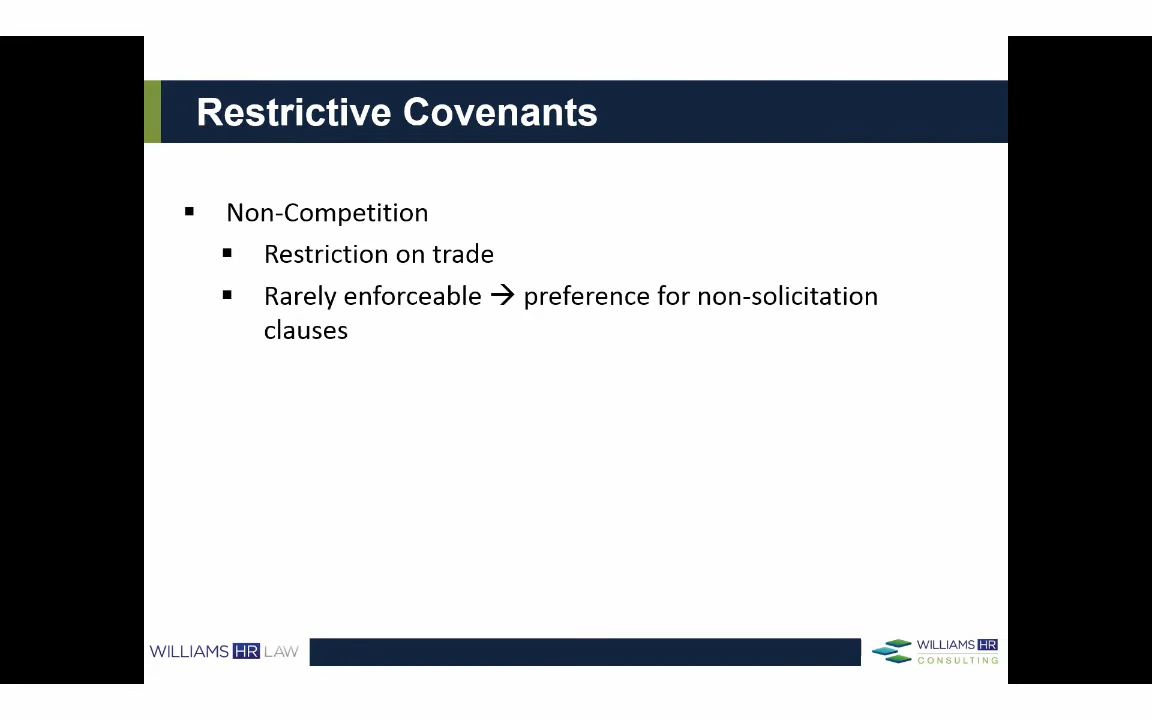 Restrictive Covenants
▪ Non-Competition
▪ Restriction on trade
▪ Rarely enforceable → preference for non-solicitation
clauses
WILLIAMS HR LAW
WILLIAMS HR
CONSULTING